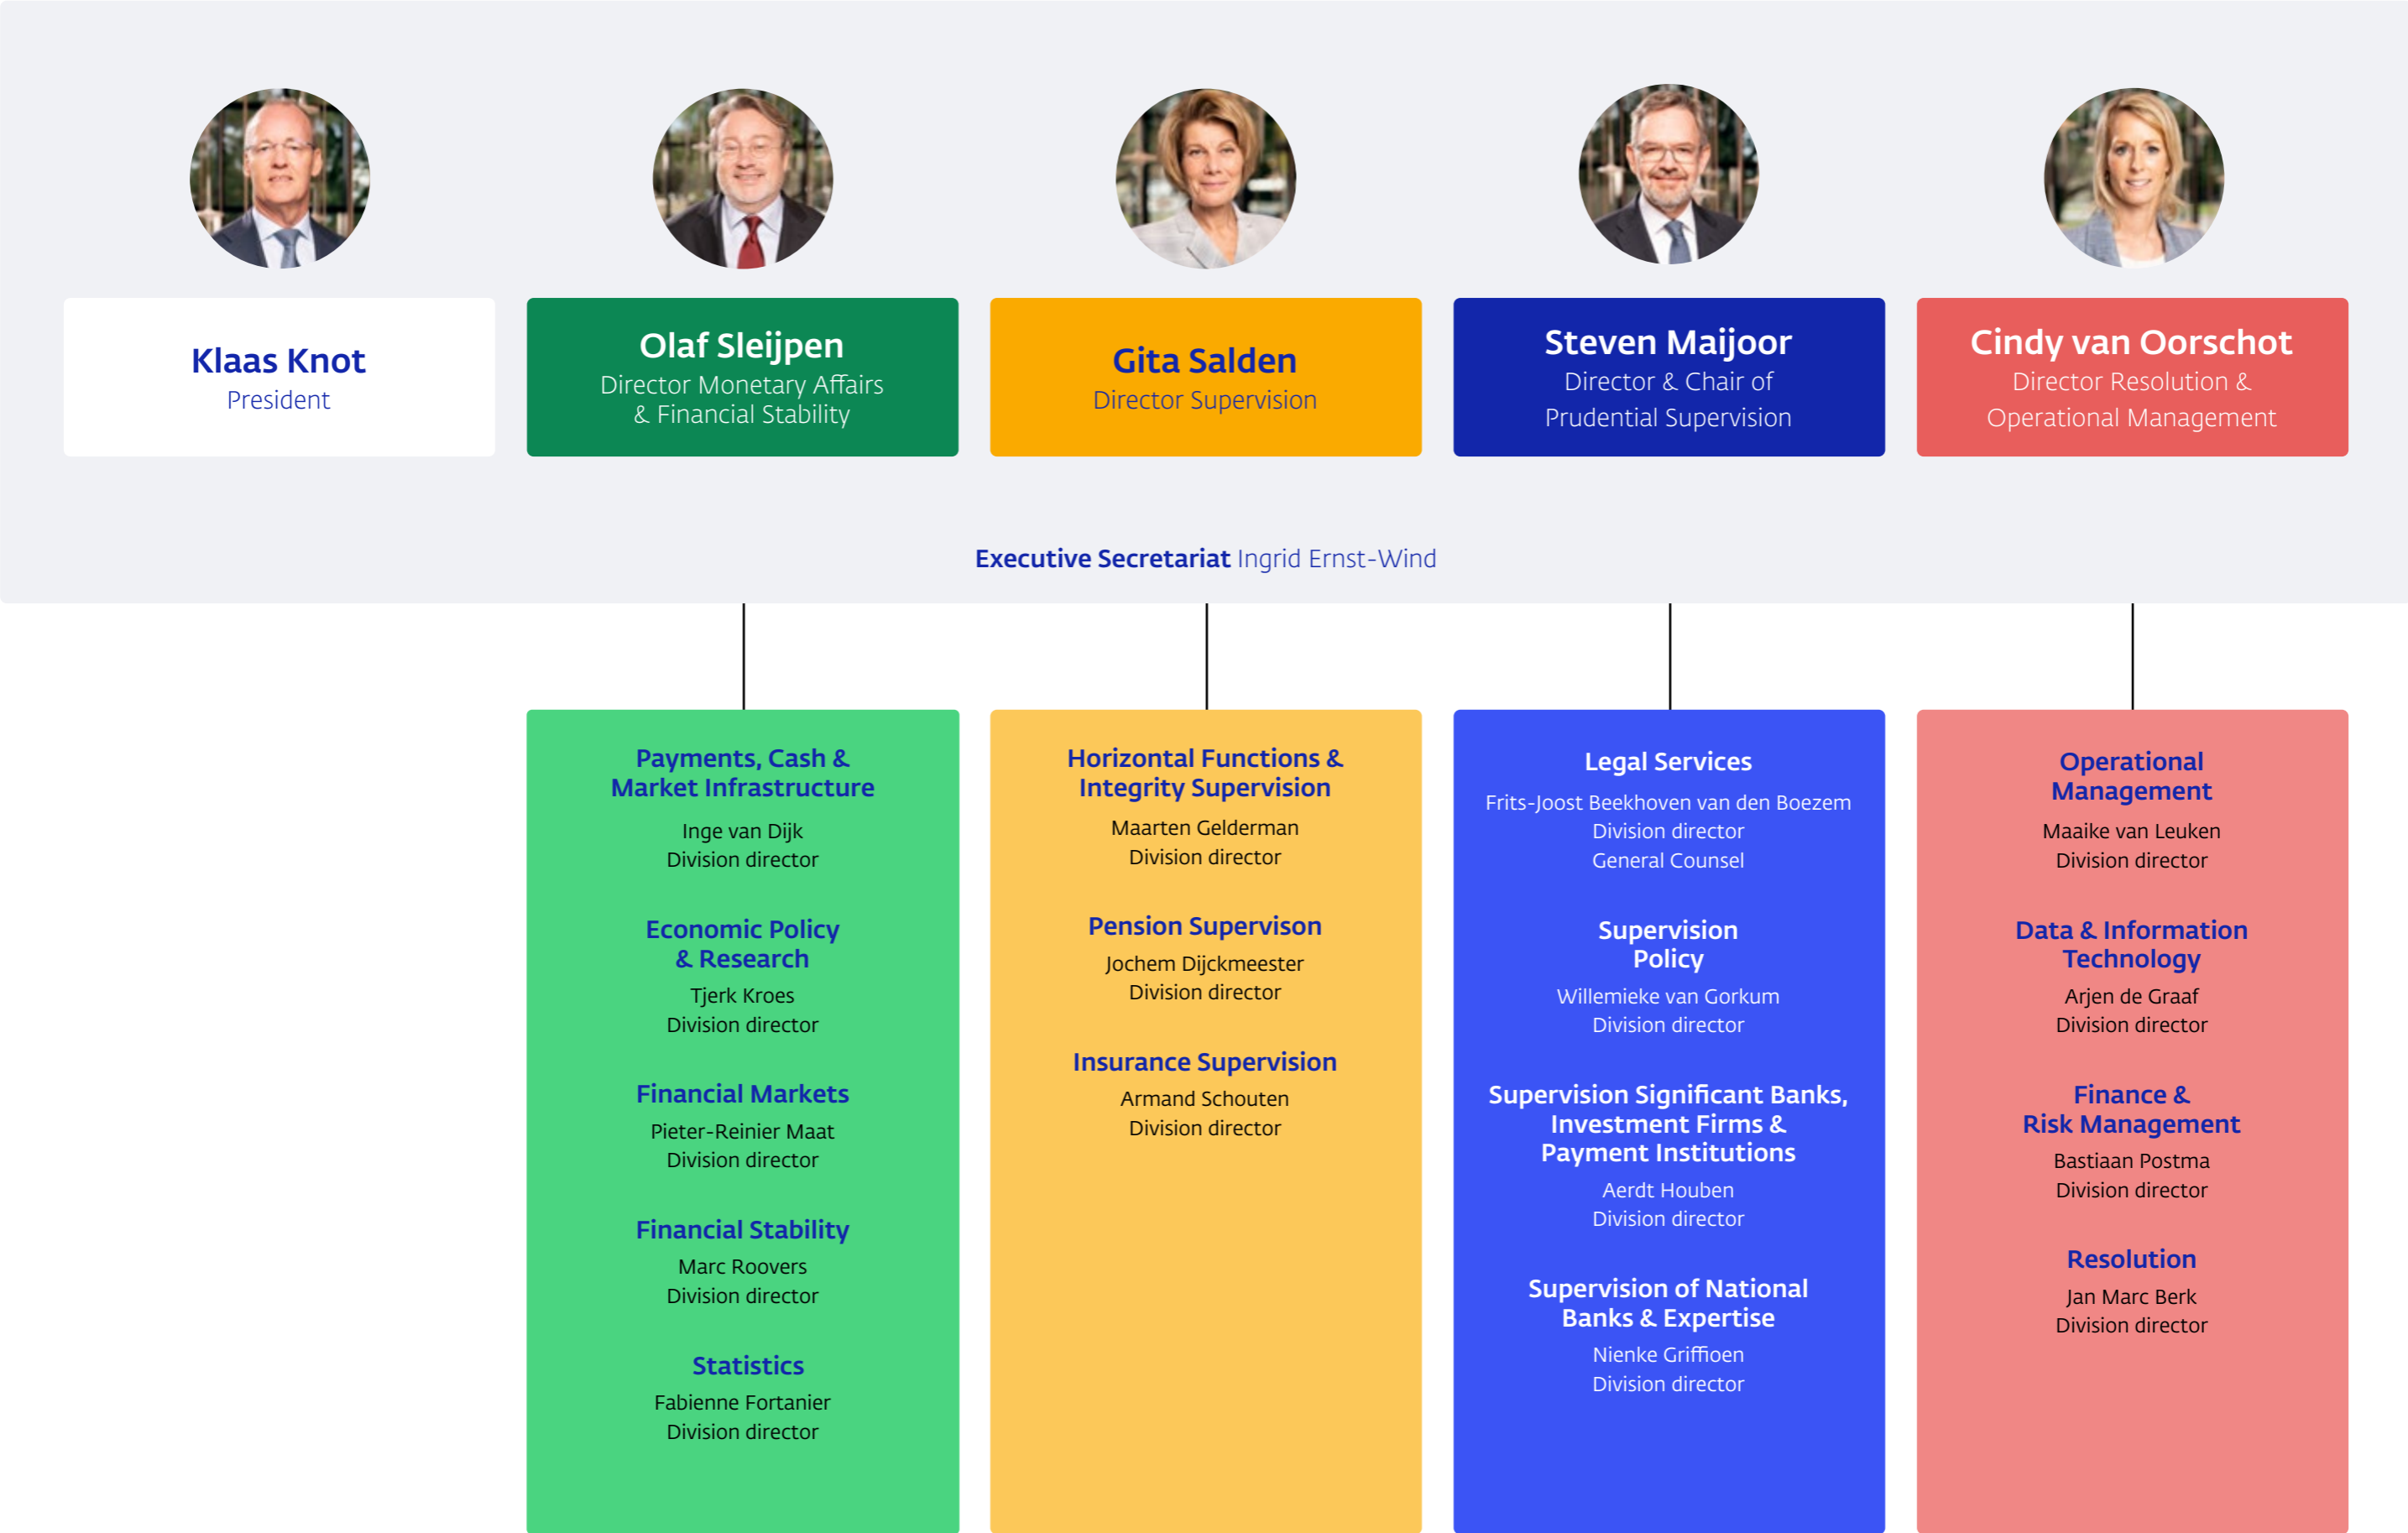 Klaas Knot
President
Olaf Sleijpen
Director Monetary Affairs
& Financial Stability
Gita Salden
Director Supervision
Steven Maijoor
Director & Chair of
Prudential Supervision
Cindy van Oorschot
Director Resolution &
Operational Management
Executive Secretariat Ingrid Ernst-Wind
Payments, Cash &
Market Infrastructure
Inge van Dijk
Division director
Economic Policy
& Research
Tjerk Kroes
Division director
Financial Markets
Pieter-Reinier Maat
Division director
Financial Stability
Marc Roovers
Division director
Statistics
Fabienne Fortanier
Division director
Horizontal Functions &
Integrity Supervision
Maarten Gelderman
Division director
Pension Supervison
Jochem Dijckmeester
Division director
Insurance Supervision
Armand Schouten
Division director
Legal Services
Frits-Joost Beekhoven van den Boezem
Division director
General Counsel
Supervision
Policy
Willemieke van Gorkum
Division director
Supervision Significant Banks,
Investment Firms &
Payment Institutions
Aerdt Houben
Division director
Supervision of National
Banks & Expertise
Nienke Griffioen
Division director
Operational
Management
Maaike van Leuken
Division director
Data & Information
Technology
Arjen de Graaf
Division director
Finance &
Risk Management
Bastiaan Postma
Division director
Resolution
Jan Marc Berk
Division director